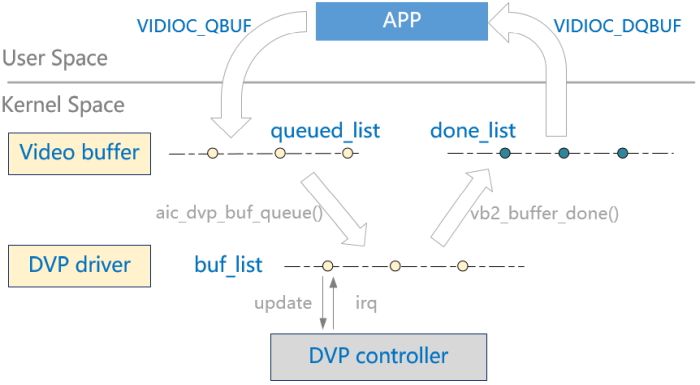 VIDIOC_QBUF
APP
VIDIOC_DQBUF
User Space
Kernel Space
queued_list
done_list
Video buffer
aic_dvp_buf_queue()
vb2_buffer_done()
DVP driver
buf_list
update
irq
DVP controller